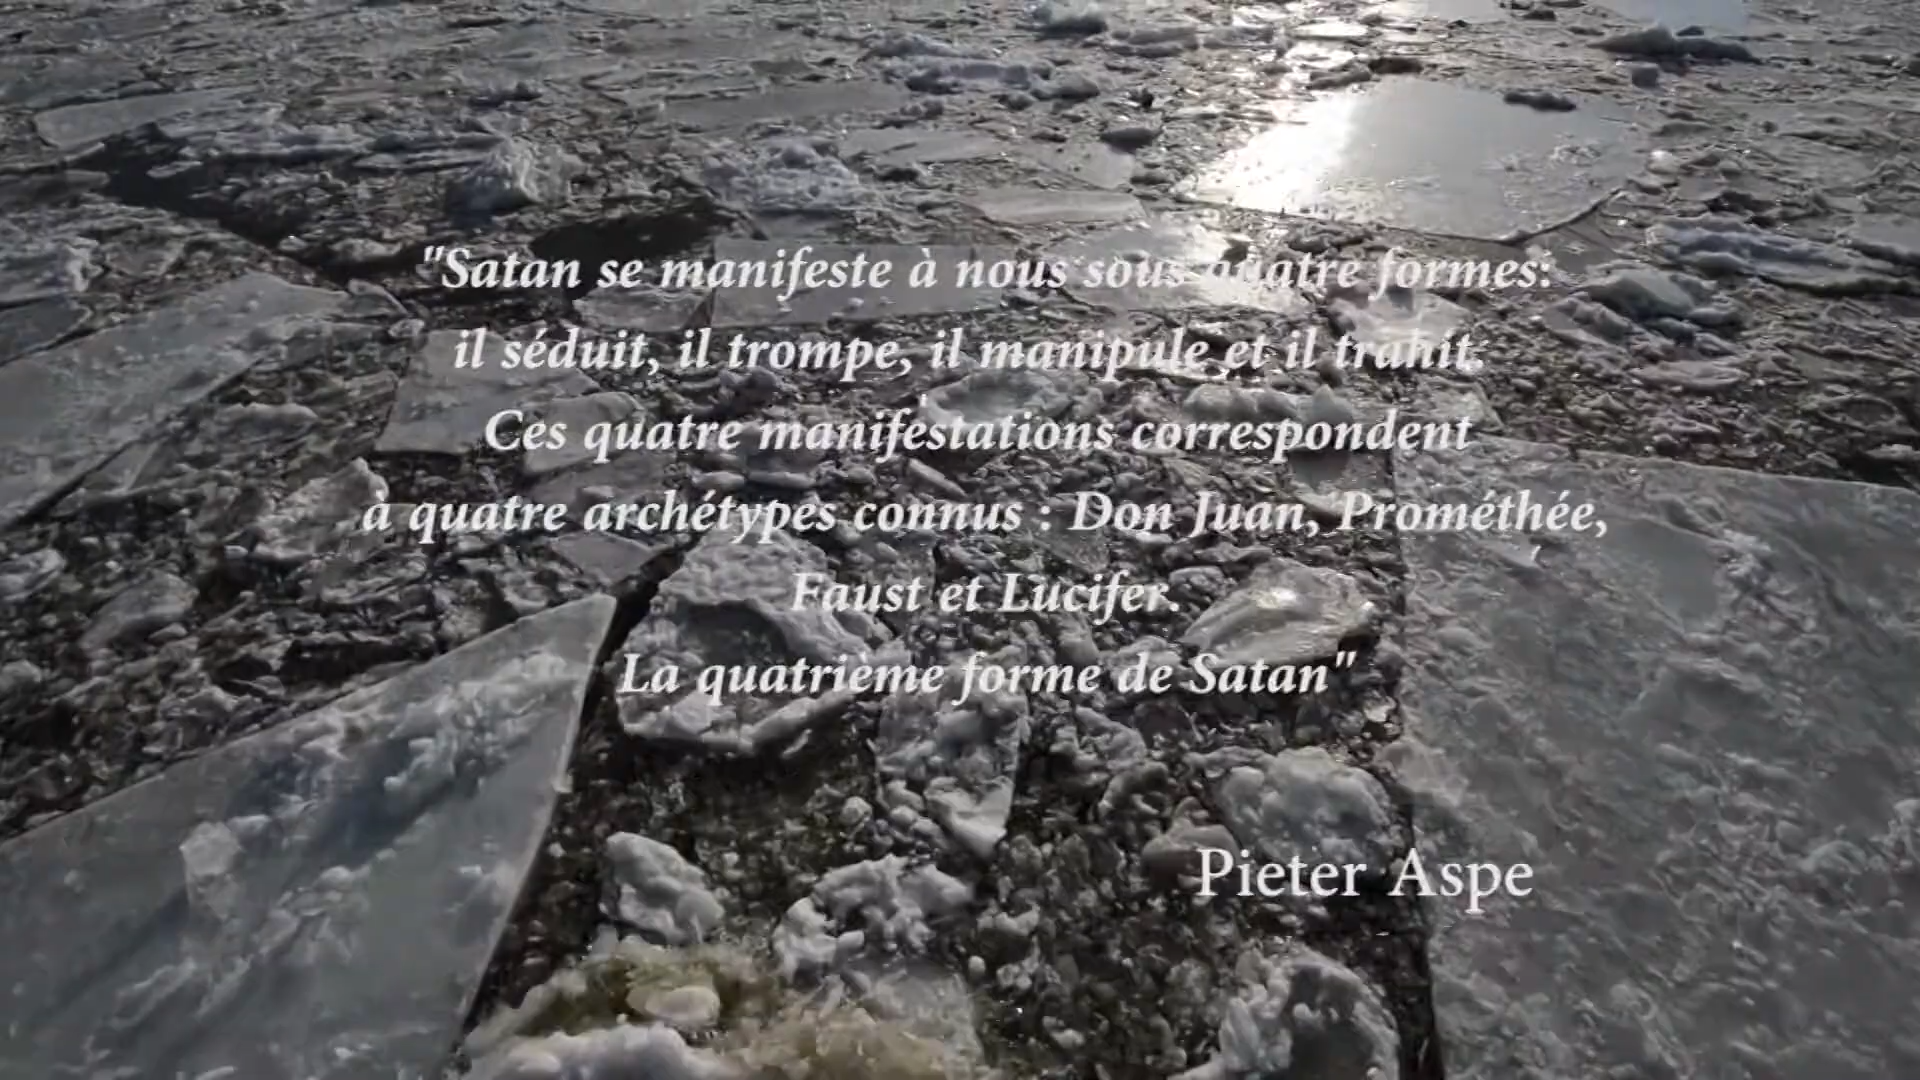 "Satan se manifeste à nous sous quatre formes:
il séduit, il trompe, il manipule et il trahit.
Ces quatre manifestations correspondent
à quatre archétypes connus : Don Juan, Prométhée,
Faust et Lucifer.
La quatrième forme de Satan"
Pieter Aspe